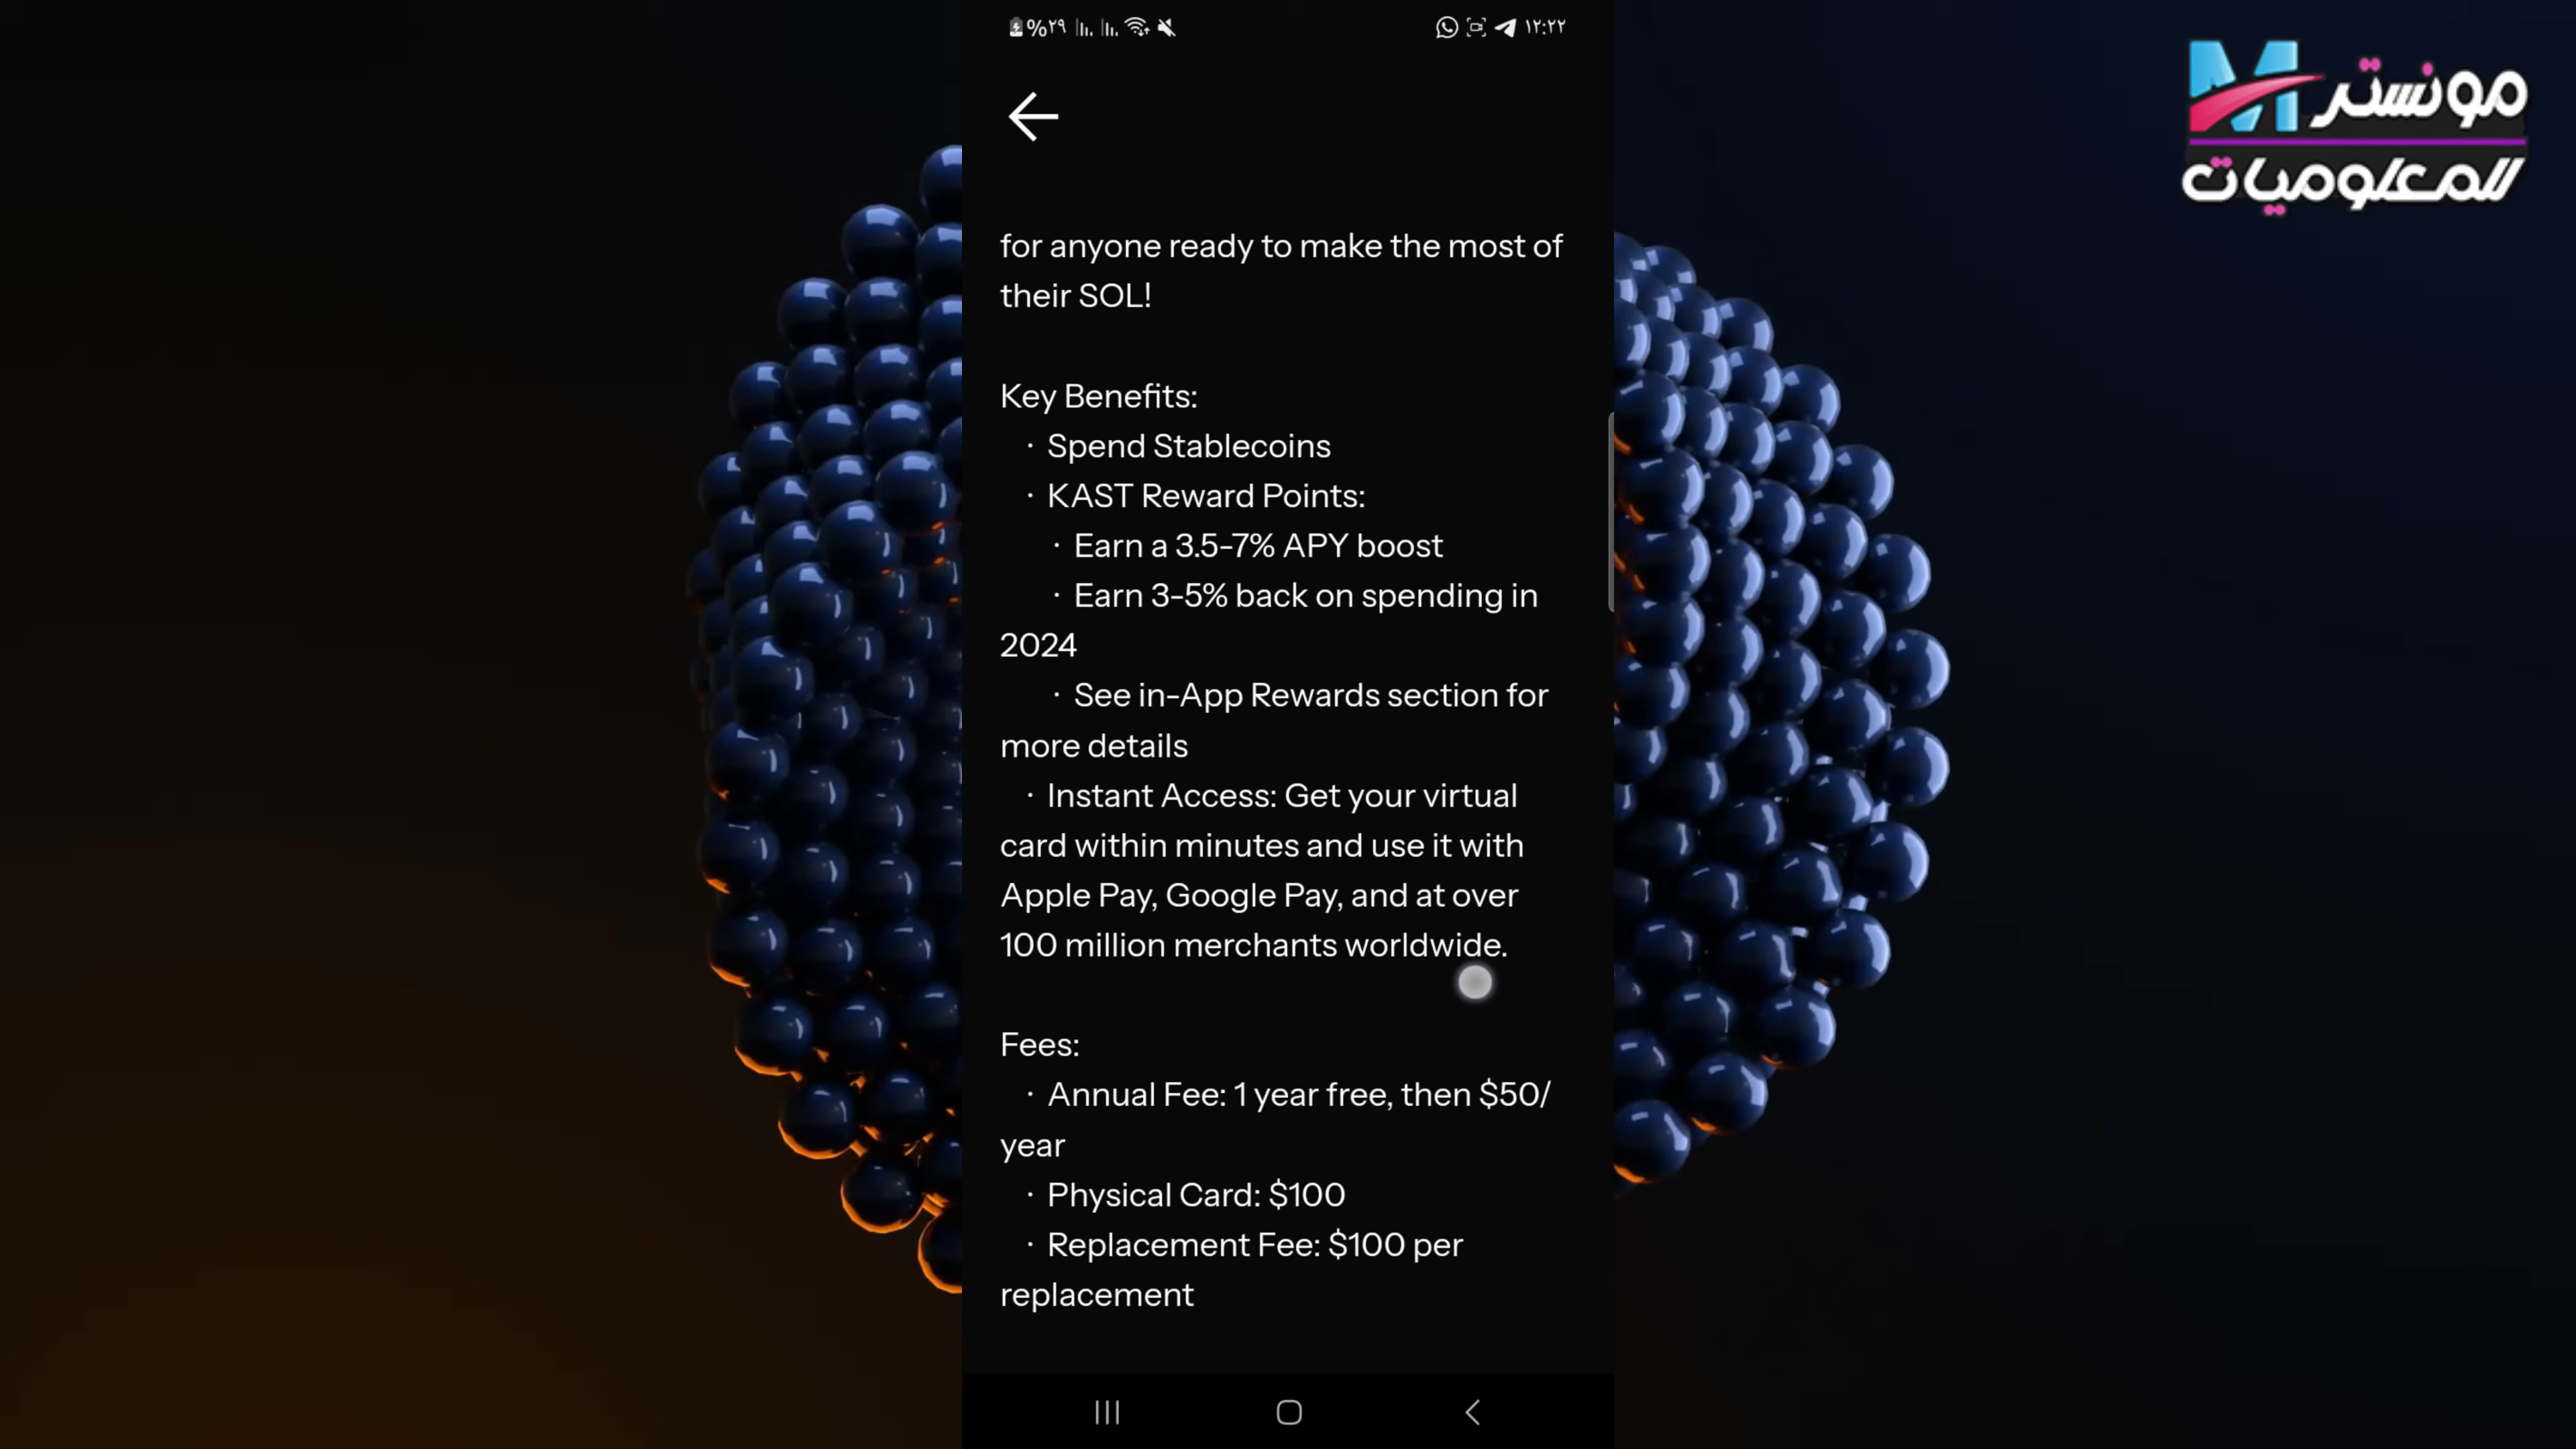 %٢٩ ١٢:٢٢
مونستر
للمعلوميات
for anyone ready to make the most of
their SOL!
Key Benefits:
· Spend Stablecoins
· KAST Reward Points:
· Earn a 3.5-7% APY boost
· Earn 3-5% back on spending in
2024
· See in-App Rewards section for
more details
· Instant Access: Get your virtual
card within minutes and use it with
Apple Pay, Google Pay, and at over
100 million merchants worldwide.
Fees:
· Annual Fee: 1 year free, then $50/
year
· Physical Card: $100
· Replacement Fee: $100 per
replacement